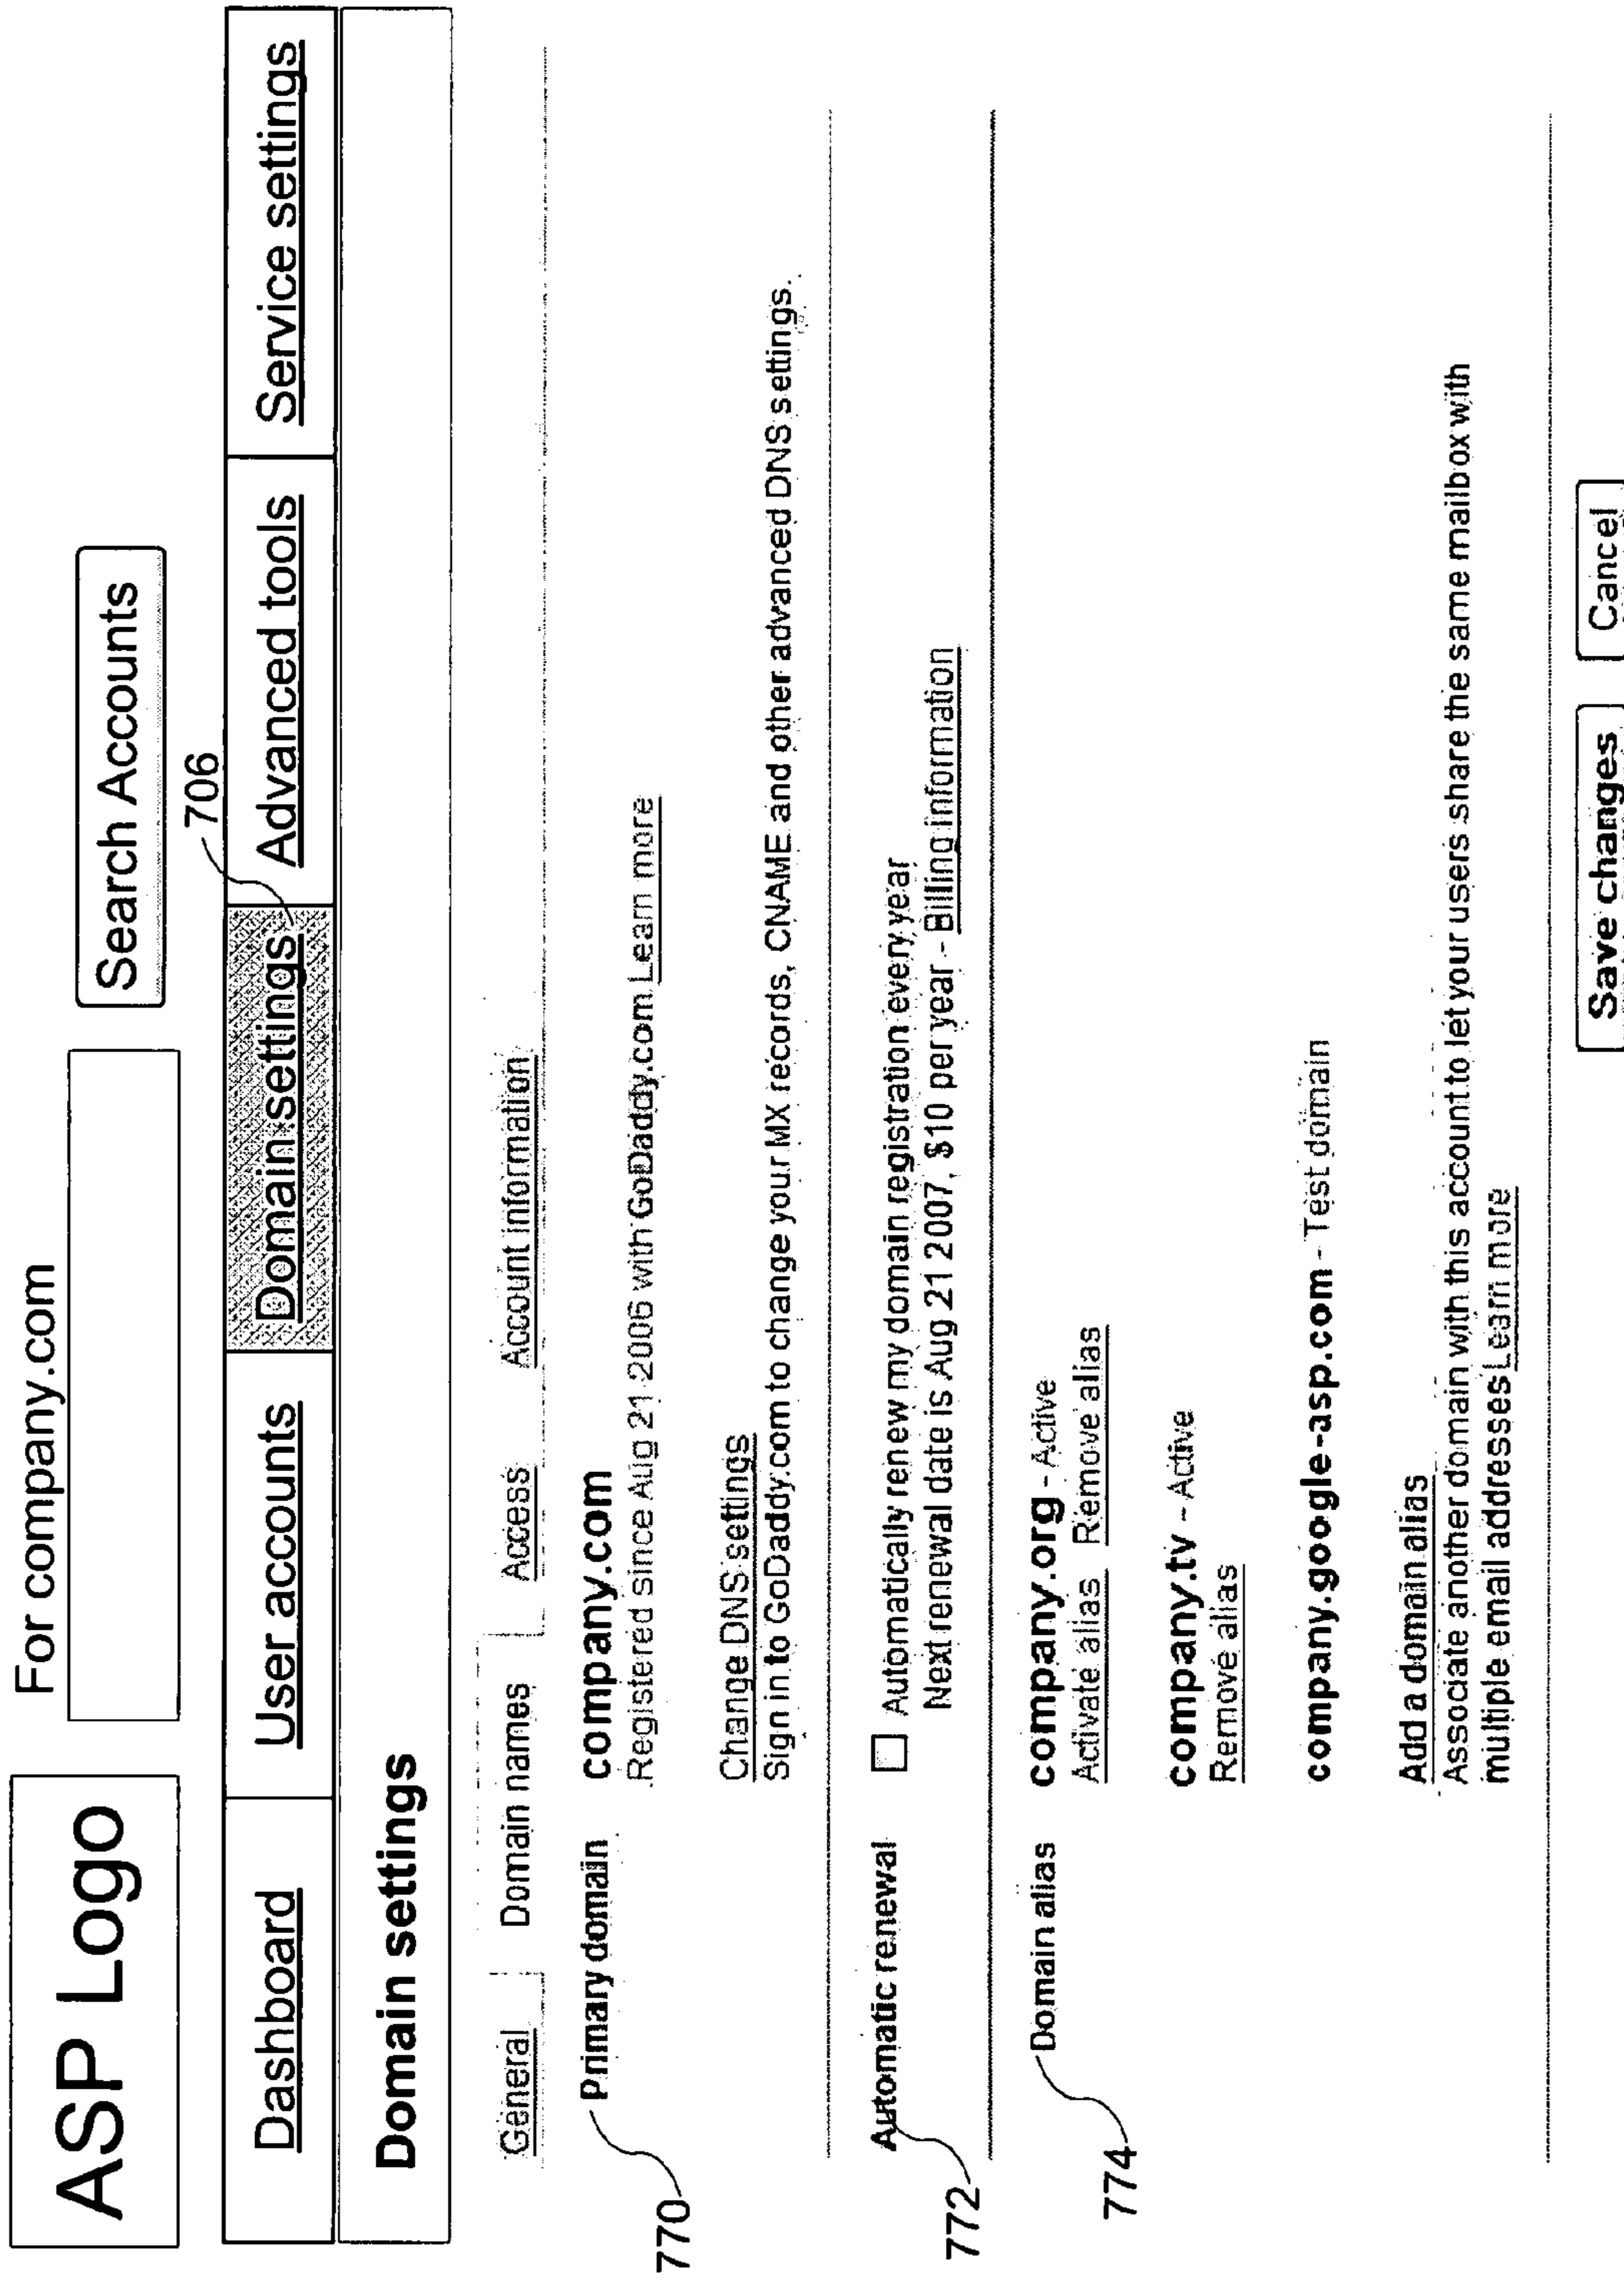 ASP Logo
For company.com
Search Accounts
706
Dashboard
User accounts
Domain settings
Advanced tools
Service settings
Domain settings
General
Domain names
Access
Account information
770
Primary domain
company.com
Registered since Aug 21 2006 with GoDaddy.com Learn more
Change DNS settings
Sign in to GoDaddy.com to change your MX records, CNAME and other advanced DNS settings.
772
Automatic renewal
Automatically renew my domain registration every year
Next renewal date is Aug 21 2007, $10 per year - Billing information
774
Domain alias
company.org - Active
Activate alias Remove alias
company.tv - Active
Remove alias
company.google-asp.com - Test domain
Add a domain alias
Associate another domain with this account to let your users share the same mailbox with
multiple email addresses Learn more
Save changes
Cancel